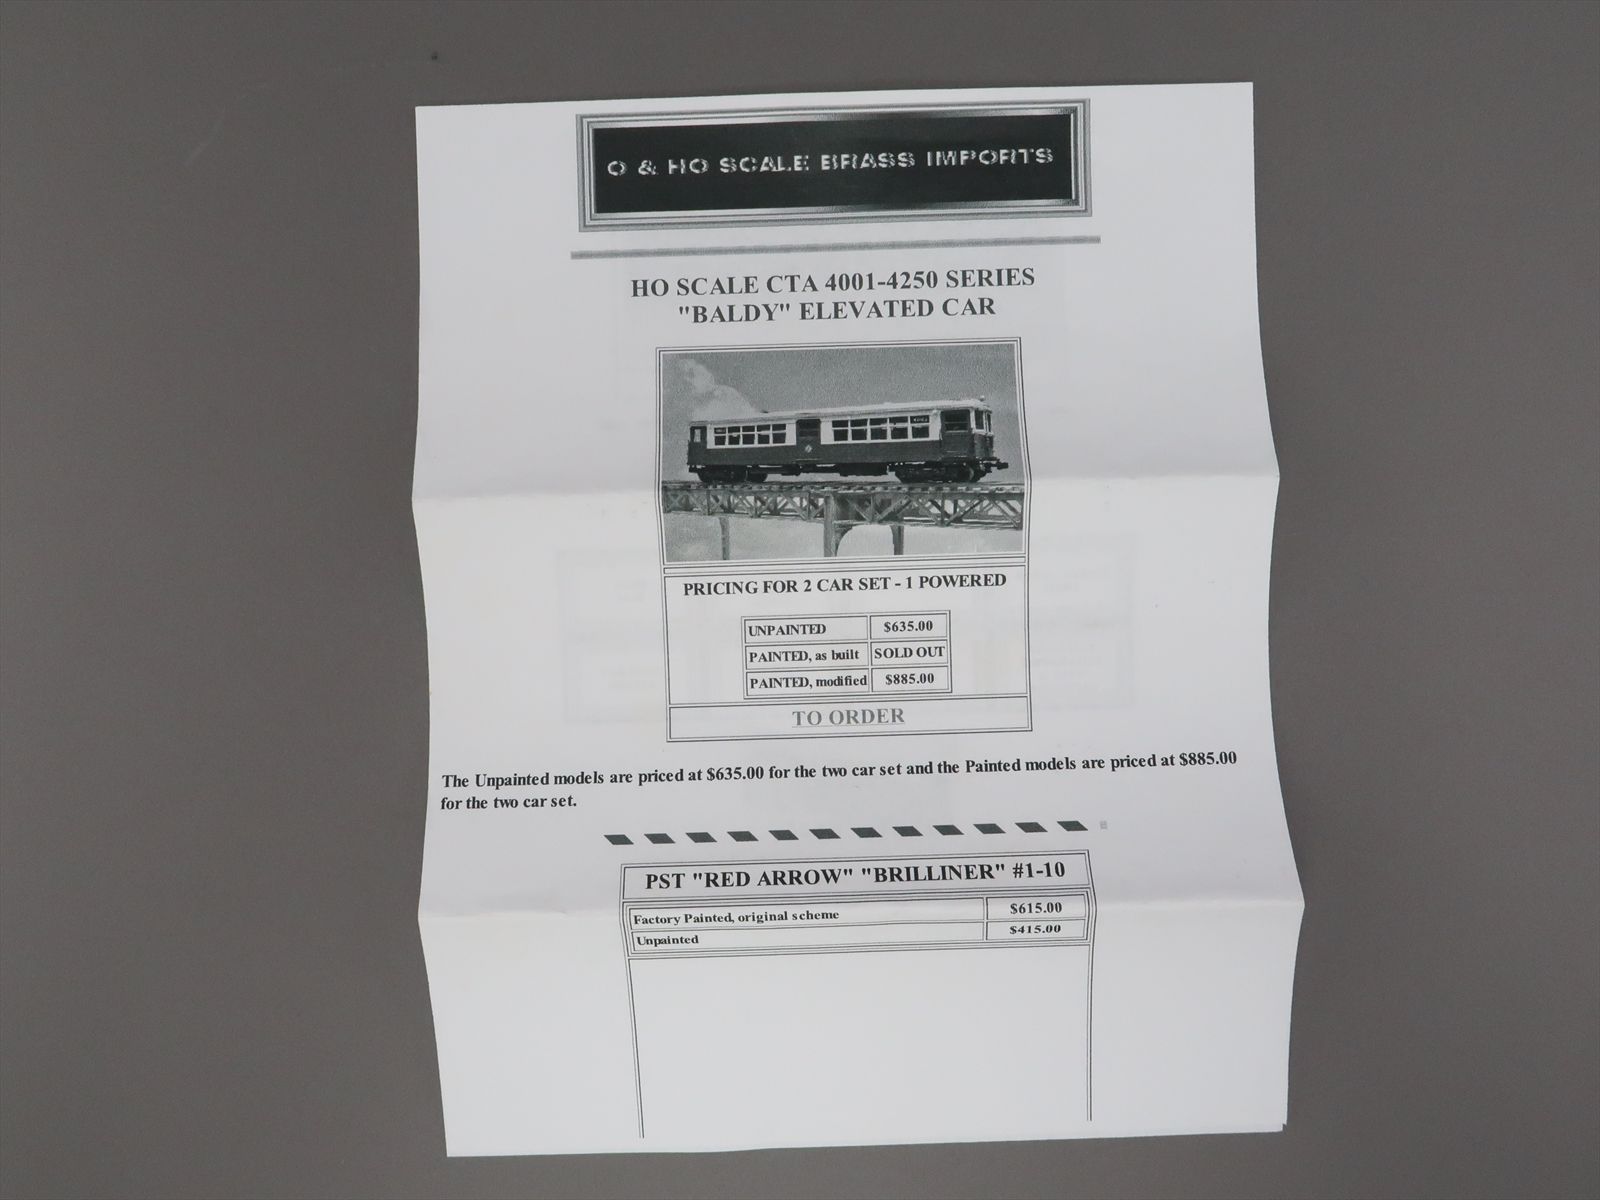 O & HO SCALE BRASS IMPORTS
HO SCALE CTA 4001-4250 SERIES
"BALDY" ELEVATED CAR
PRICING FOR 2 CAR SET - 1 POWERED
UNPAINTED $635.00
PAINTED, as built SOLD OUT
PAINTED, modified $885.00
TO ORDER
The Unpainted models are priced at $635.00 for the two car set and the Painted models are priced at $885.00
for the two car set.
PST "RED ARROW" "BRILLINER" #1-10
Factory Painted, original scheme $615.00
Unpainted $415.00